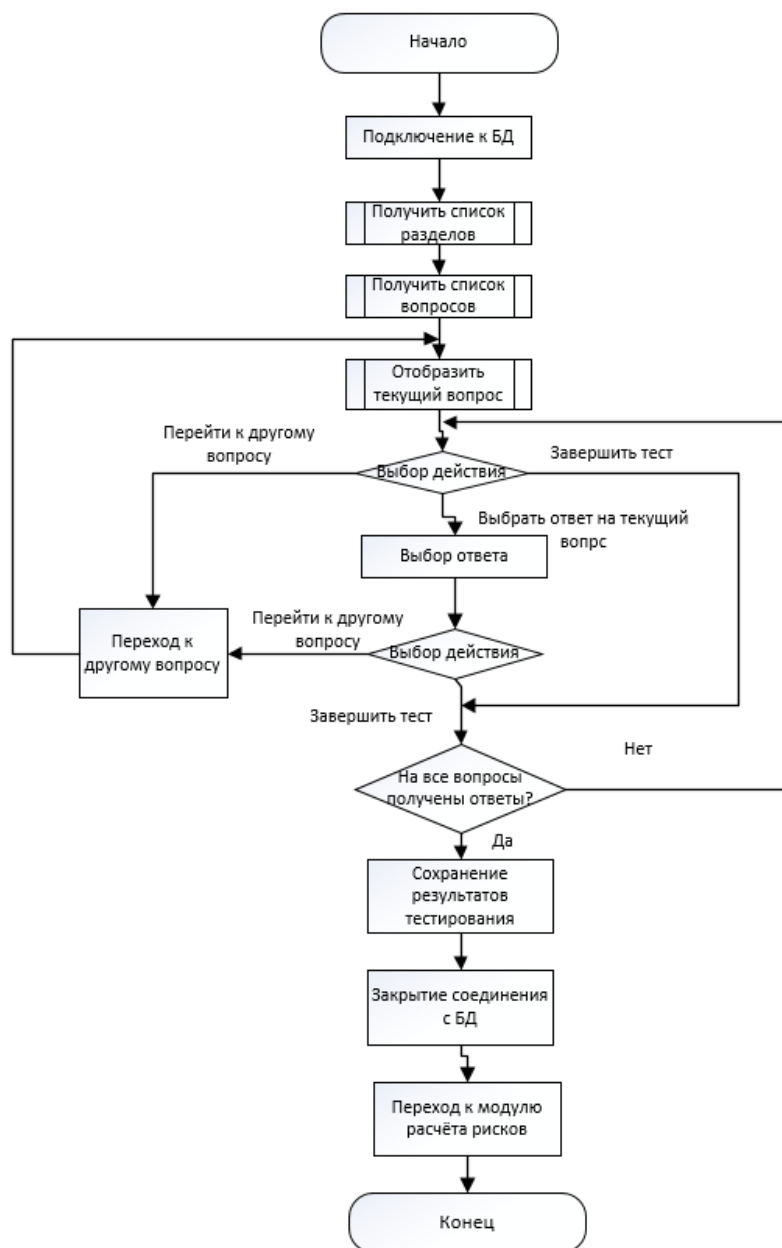 Начало
Подключение к БД
Получить список
разделов
Получить список
вопросов
Отобразить
текущий вопрос
Перейти к другому
вопросу
Выбор действия
Завершить тест
Выбрать ответ на текущий
вопрс
Выбор ответа
Перейти к другому
вопросу
Переход к
другому вопросу
Выбор действия
Завершить тест
Нет
На все вопросы
получены ответы?
Да
Сохранение
результатов
тестирования
Закрытие соединения
с БД
Переход к модулю
расчёта рисков
Конец